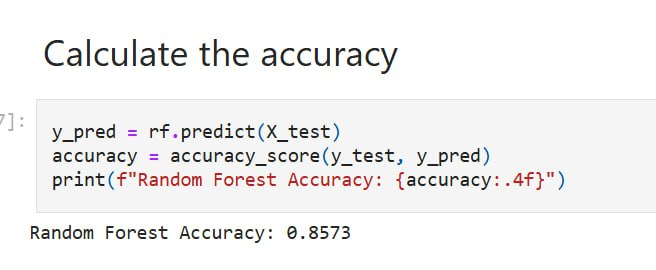 Calculate the accuracy
7]:
y_pred = rf.predict(X_test)
accuracy = accuracy_score(y_test, y_pred)
print(f"Random Forest Accuracy: {accuracy:.4f}")
Random Forest Accuracy: 0.8573